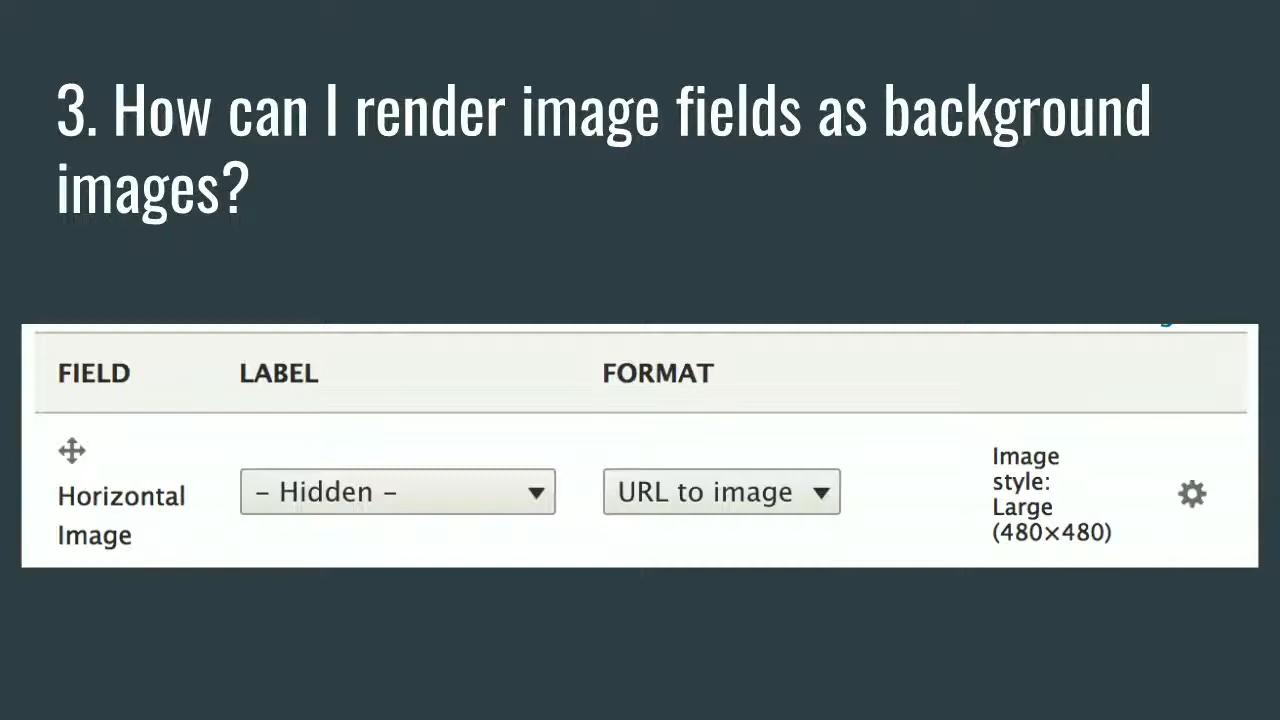 3. How can I render image fields as background
images?
FIELD LABEL FORMAT
Horizontal
Image
– Hidden –
URL to image
Image
style:
Large
(480×480)